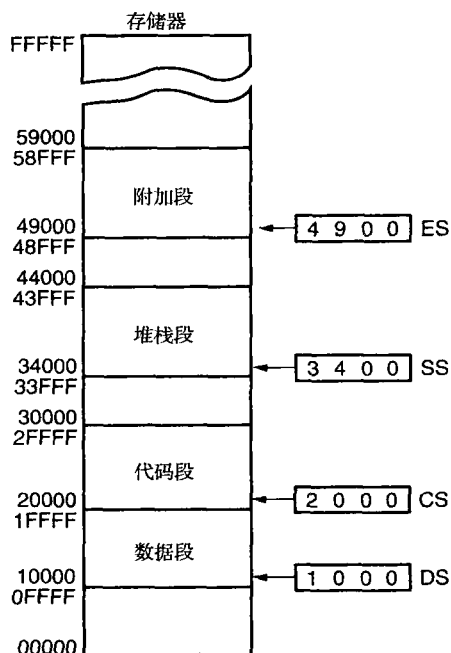 存储器
FFFFF
59000
58FFF
附加段
49000
48FFF
4 9 0 0 ES
44000
43FFF
堆栈段
34000
33FFF
3 4 0 0 SS
30000
2FFFF
代码段
20000
1FFFF
2 0 0 0 CS
数据段
10000
0FFFF
1 0 0 0 DS
00000